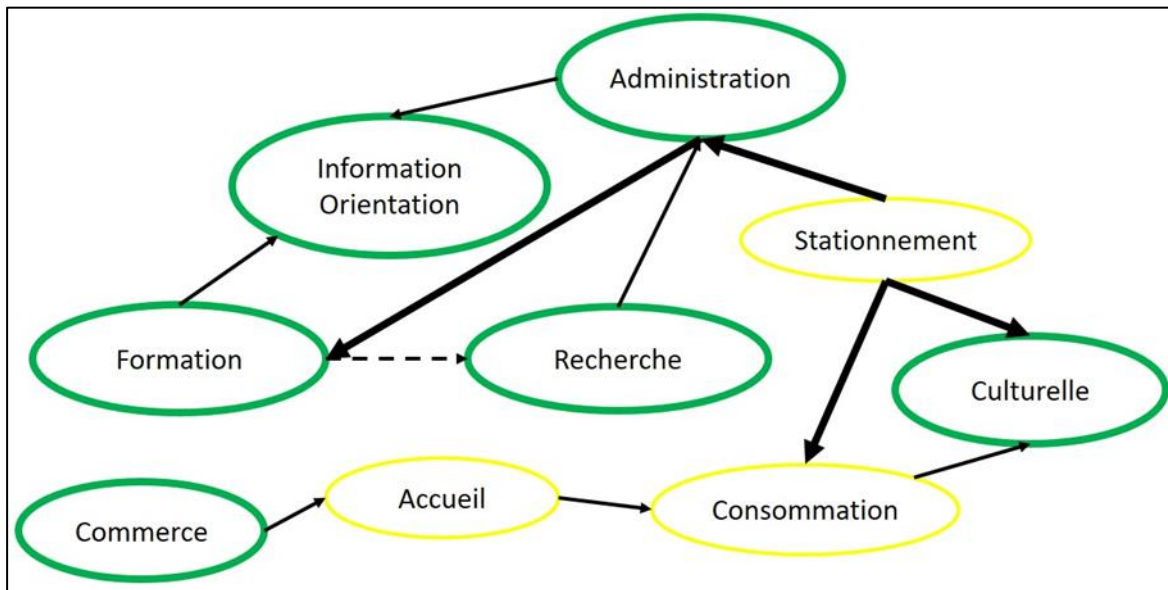 Administration
Information
Orientation
Stationnement
Formation
Recherche
Culturelle
Commerce
Accueil
Consommation